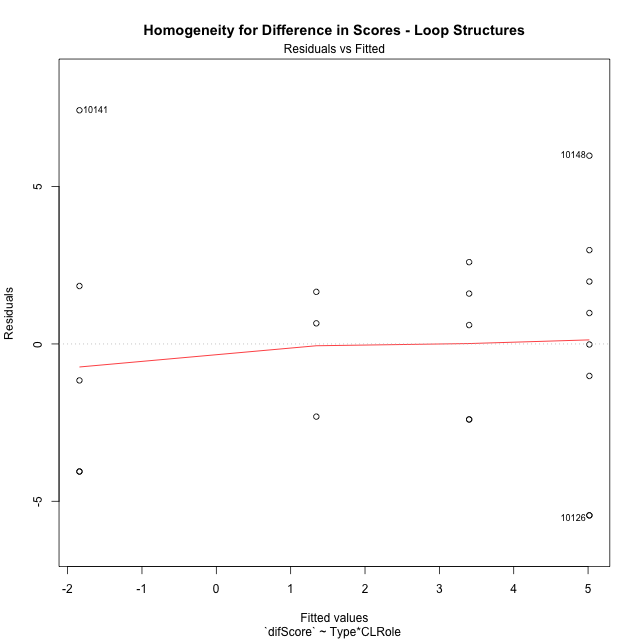 Homogeneity for Difference in Scores - Loop Structures
Residuals vs Fitted
10141
10148
10126
5
0
-5
Residuals
-2 -1 0 1 2 3 4 5
Fitted values
`difScore` ~ Type*CLRole